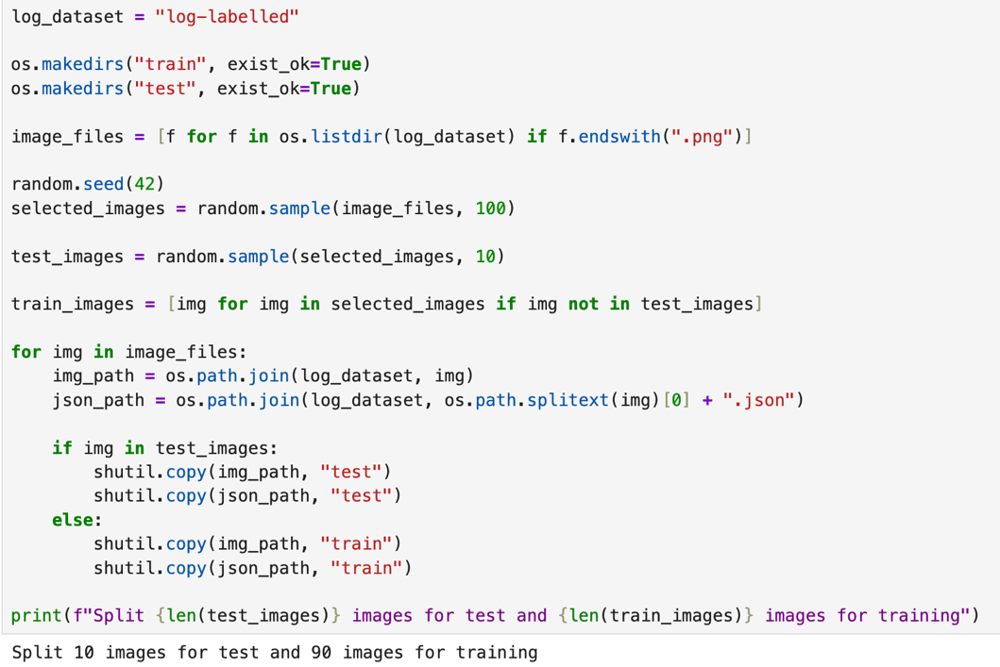 log_dataset = "log-labelled"
os.makedirs("train", exist_ok=True)
os.makedirs("test", exist_ok=True)
image_files = [f for f in os.listdir(log_dataset) if f.endswith(".png")]
random.seed(42)
selected_images = random.sample(image_files, 100)
test_images = random.sample(selected_images, 10)
train_images = [img for img in selected_images if img not in test_images]
for img in image_files:
    img_path = os.path.join(log_dataset, img)
    json_path = os.path.join(log_dataset, os.path.splitext(img)[0] + ".json")
    if img in test_images:
        shutil.copy(img_path, "test")
        shutil.copy(json_path, "test")
    else:
        shutil.copy(img_path, "train")
        shutil.copy(json_path, "train")
print(f"Split {len(test_images)} images for test and {len(train_images)} images for training")
Split 10 images for test and 90 images for training